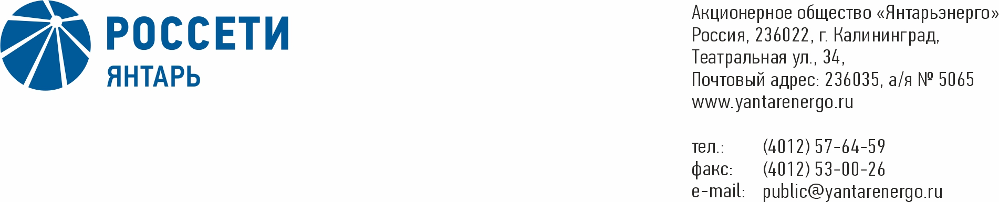 РОССЕТИ
ЯНТАРЬ
Акционерное общество «Янтарьэнерго»
Россия, 236022, г. Калининград,
Театральная ул., 34,
Почтовый адрес: 236035, а/я № 5065
www.yantarenergo.ru
тел.: (4012) 57-64-59
факс: (4012) 53-00-26
e-mail: public@yantarenergo.ru